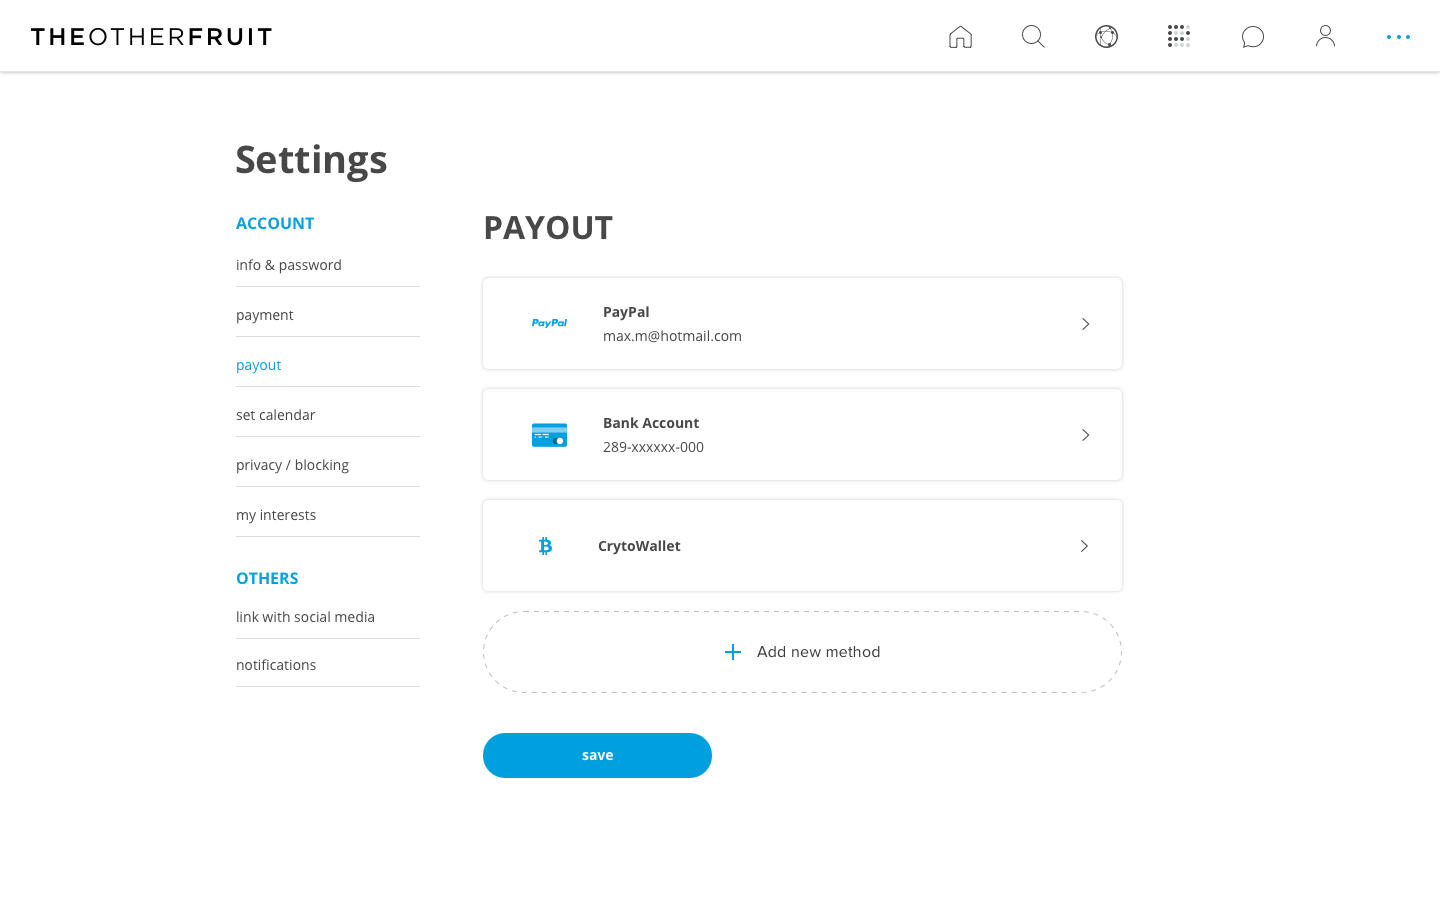 THEOTHERFRUIT
Settings
ACCOUNT
info & password
payment
payout
set calendar
privacy / blocking
my interests
OTHERS
link with social media
notifications
PAYOUT
PayPal
PayPal
max.m@hotmail.com
Bank Account
289-xxxxxx-000
CrytoWallet
Add new method
save